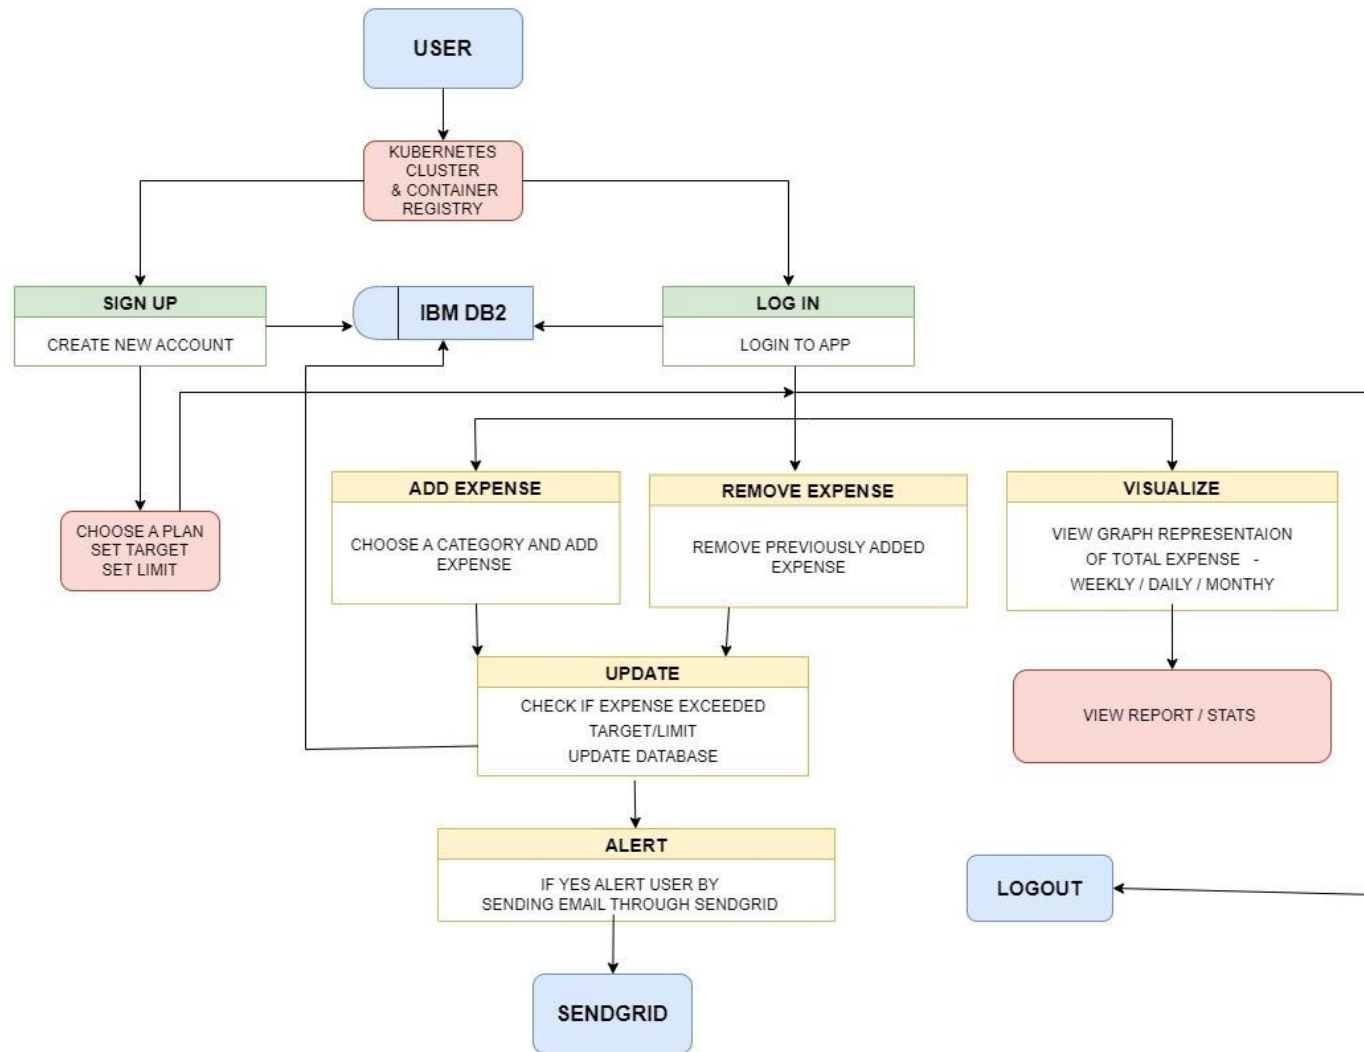 USER
KUBERNETES
CLUSTER
& CONTAINER
REGISTRY
SIGN UP
CREATE NEW ACCOUNT
IBM DB2
LOG IN
LOGIN TO APP
CHOOSE A PLAN
SET TARGET
SET LIMIT
ADD EXPENSE
CHOOSE A CATEGORY AND ADD
EXPENSE
REMOVE EXPENSE
REMOVE PREVIOUSLY ADDED
EXPENSE
VISUALIZE
VIEW GRAPH REPRESENTAION
OF TOTAL EXPENSE -
WEEKLY / DAILY / MONTHY
UPDATE
CHECK IF EXPENSE EXCEEDED
TARGET/LIMIT
UPDATE DATABASE
VIEW REPORT / STATS
ALERT
IF YES ALERT USER BY
SENDING EMAIL THROUGH SENDGRID
LOGOUT
SENDGRID